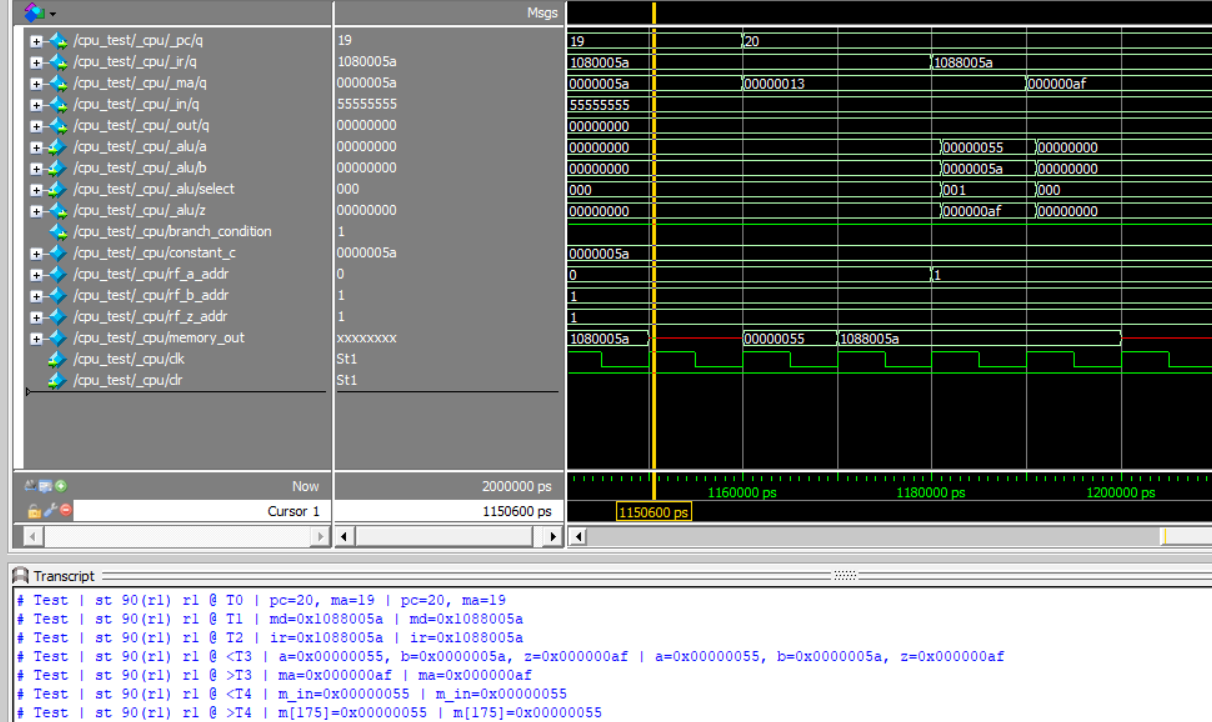 Msgs
/cpu_test/_cpu/_pc/q 19 19 20
/cpu_test/_cpu/_ir/q 1080005a 1080005a 1088005a
/cpu_test/_cpu/_ma/q 0000005a 0000005a 00000013 000000af
/cpu_test/_cpu/_in/q 55555555 55555555
/cpu_test/_cpu/_out/q 00000000 00000000
/cpu_test/_cpu/_alu/a 00000000 00000000 00000055 00000000
/cpu_test/_cpu/_alu/b 00000000 00000000 0000005a 00000000
/cpu_test/_cpu/_alu/select 000 000 001 000
/cpu_test/_cpu/_alu/z 00000000 00000000 000000af 00000000
/cpu_test/_cpu/branch_condition 1
/cpu_test/_cpu/constant_c 0000005a 0000005a
/cpu_test/_cpu/rf_a_addr 0 0 1
/cpu_test/_cpu/rf_b_addr 1 1
/cpu_test/_cpu/rf_z_addr 1 1
/cpu_test/_cpu/memory_out xxxxxxxx 1080005a 00000055 1088005a
/cpu_test/_cpu/clk St1
/cpu_test/_cpu/clr St1
Now 2000000 ps 1160000 ps 1180000 ps 1200000 ps
Cursor 1 1150600 ps 1150600 ps
Transcript
# Test | st 90(r1) r1 @ T0 | pc=20, ma=19 | pc=20, ma=19
# Test | st 90(r1) r1 @ T1 | md=0x1088005a | md=0x1088005a
# Test | st 90(r1) r1 @ T2 | ir=0x1088005a | ir=0x1088005a
# Test | st 90(r1) r1 @ <T3 | a=0x00000055, b=0x0000005a, z=0x000000af | a=0x00000055, b=0x0000005a, z=0x000000af
# Test | st 90(r1) r1 @ >T3 | ma=0x000000af | ma=0x000000af
# Test | st 90(r1) r1 @ <T4 | m_in=0x00000055 | m_in=0x00000055
# Test | st 90(r1) r1 @ >T4 | m[175]=0x00000055 | m[175]=0x00000055